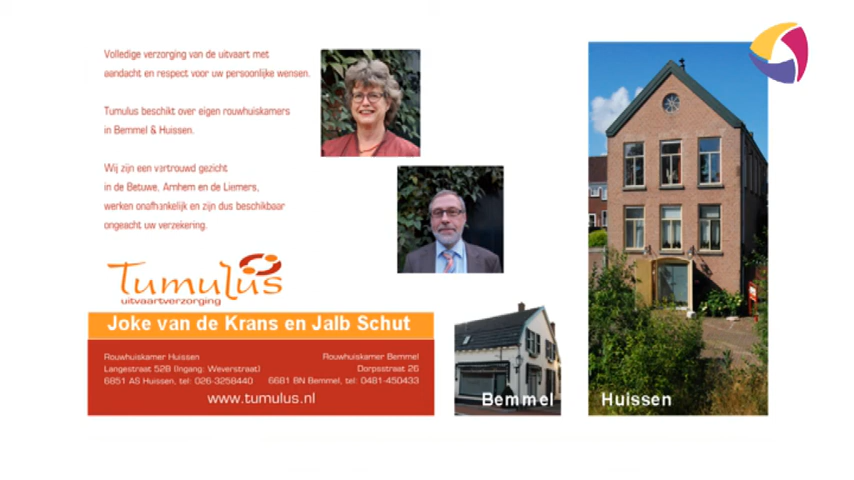 Volledige verzorging van de uitvaart met
aandacht en respect voor uw persoonlijke wensen.
Tumulus beschikt over eigen rouwhuiskamers
in Bemmel & Huissen.
Wij zijn een vertrouwd gezicht
in de Betuwe, Arnhem en de Liemers,
werken onafhankelijk en zijn dus beschikbaar
ongeacht uw verzekering.
Tumulus
uitvaartverzorging
Joke van de Krans en Jalb Schut
Rouwhuiskamer Huissen
Langestraat 52B (Ingang: Weverstraat)
6851 AS Huissen, tel: 026-3258440
Rouwhuiskamer Bemmel
Dorpsstraat 26
6681 BN Bemmel, tel: 0481-450433
www.tumulus.nl
Bemmel
Huissen